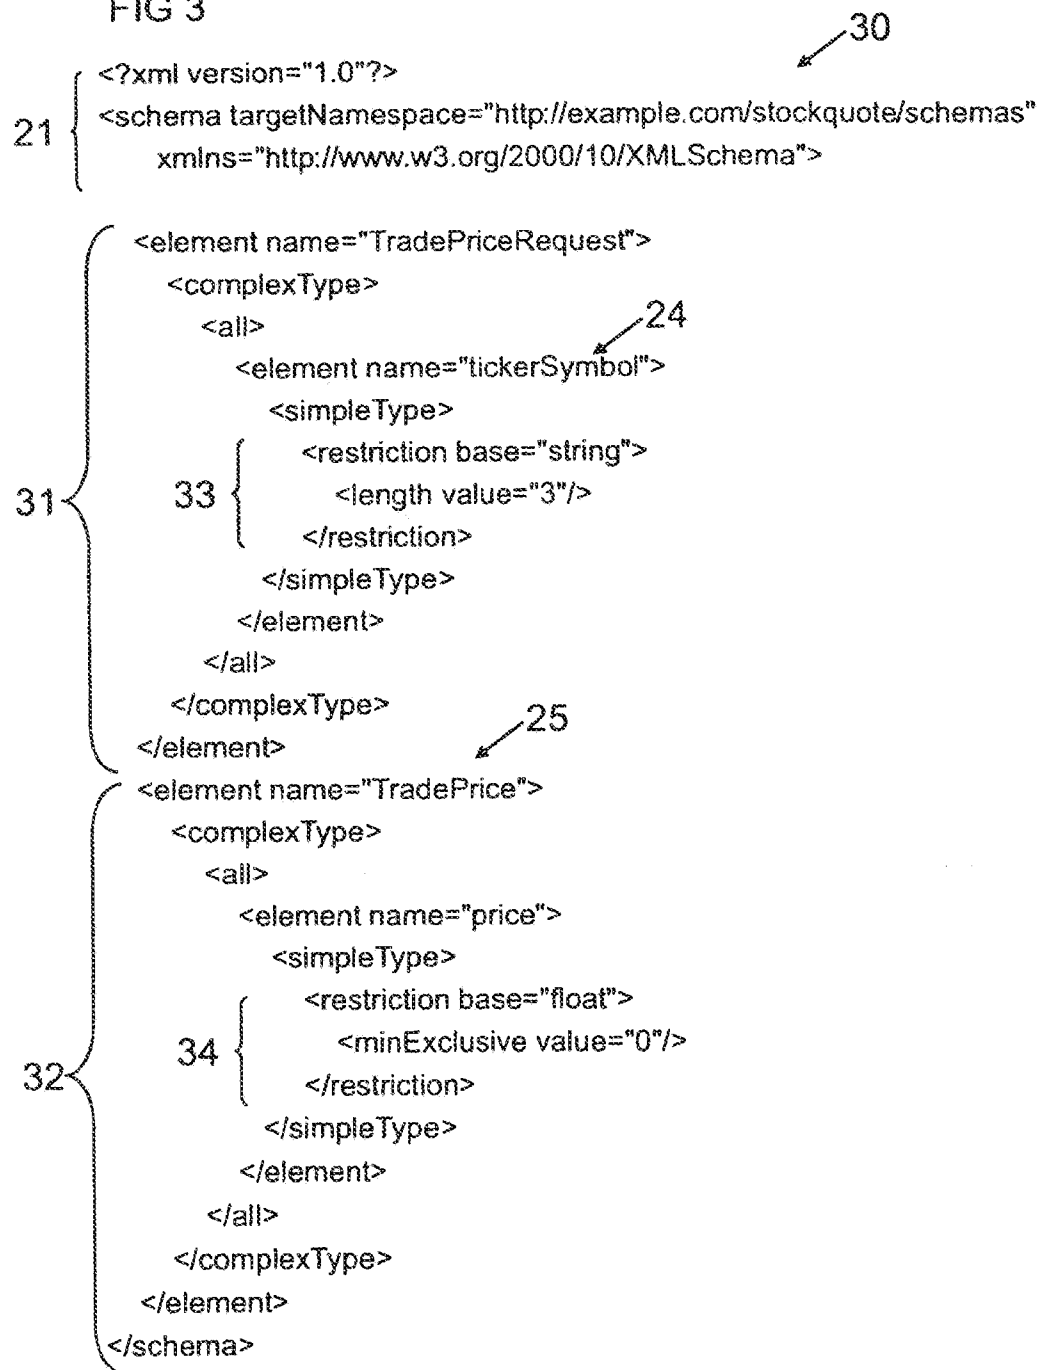 FIG 3
30
<?xml version="1.0"?>
21
<schema targetNamespace="http://example.com/stockquote/schemas"
xmlns="http://www.w3.org/2000/10/XMLSchema">
<element name="TradePriceRequest">
<complexType>
<all>
24
<element name="tickerSymbol">
<simpleType>
<restriction base="string">
31
33
<length value="3"/>
</restriction>
</simpleType>
</element>
</all>
</complexType>
25
</element>
<element name="TradePrice">
<complexType>
<all>
<element name="price">
<simpleType>
<restriction base="float">
34
<minExclusive value="0"/>
32
</restriction>
</simpleType>
</element>
</all>
</complexType>
</element>
</schema>